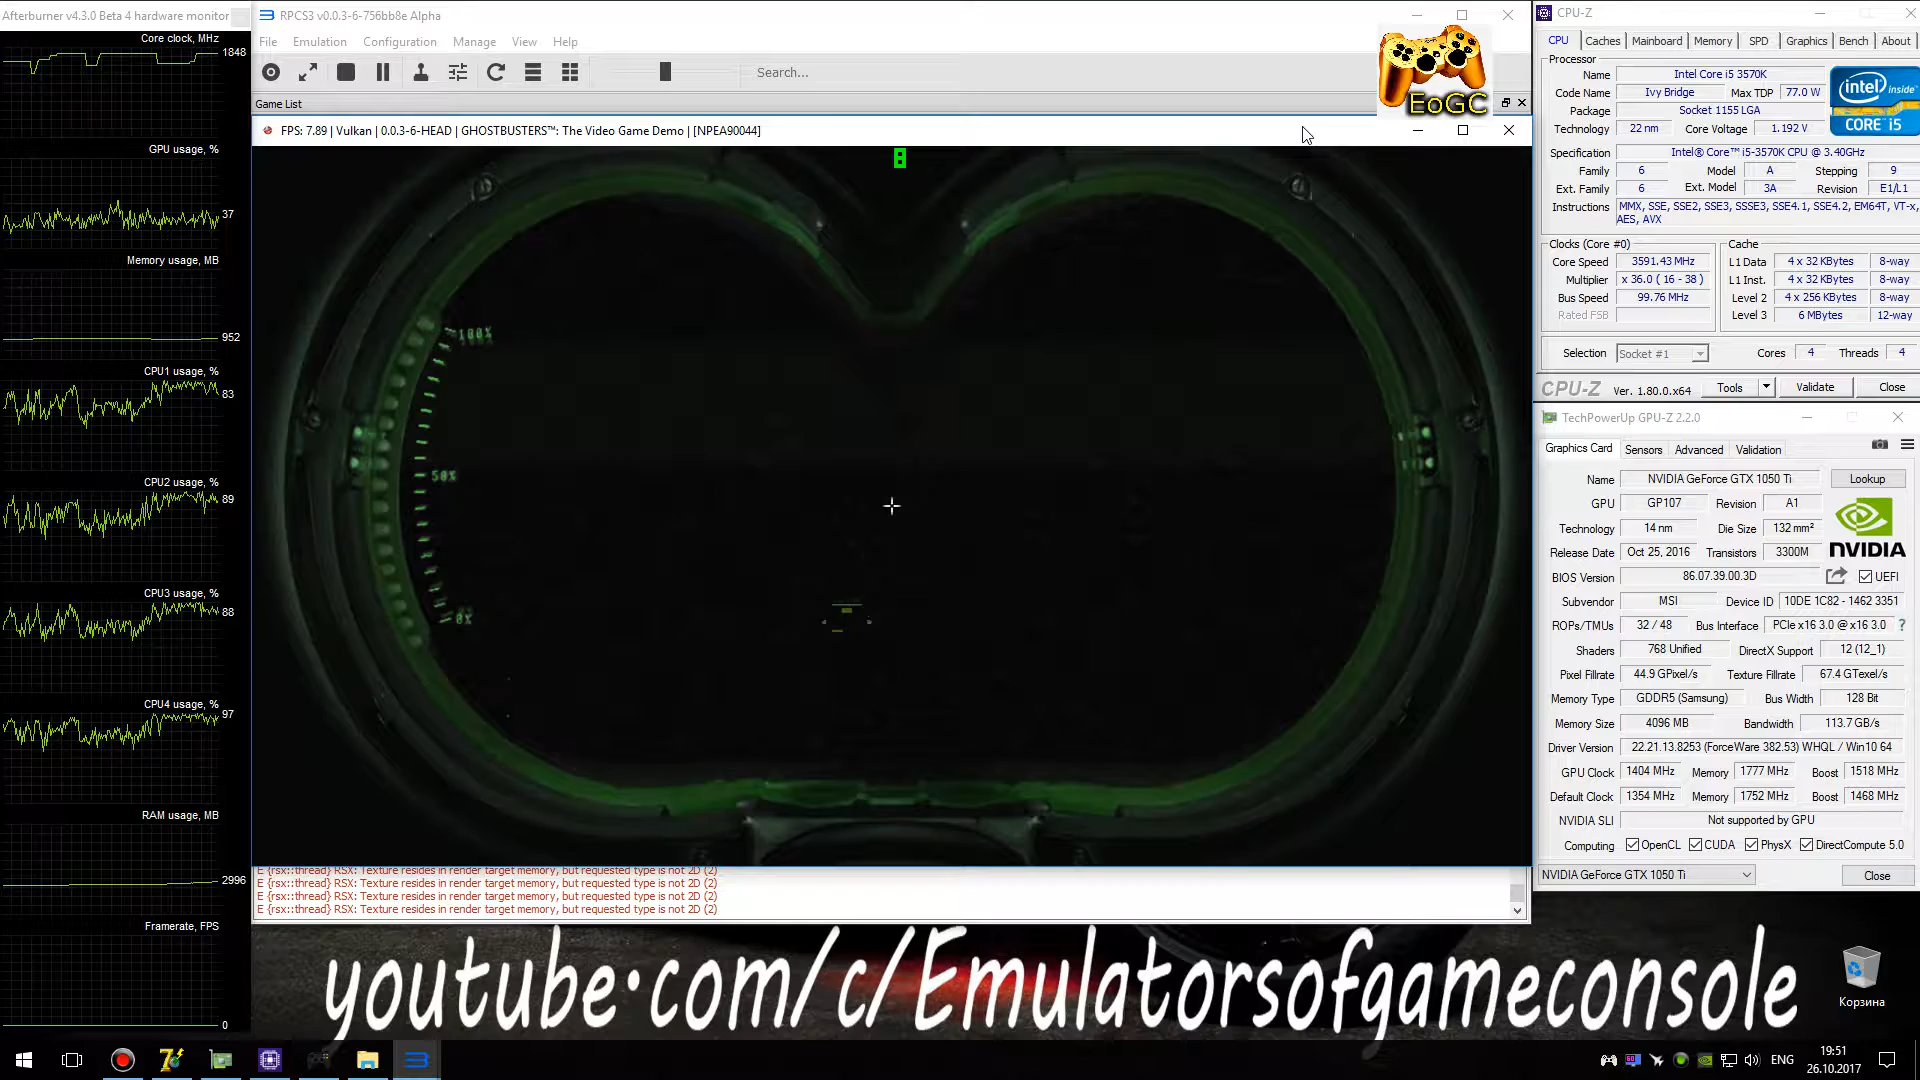 Afterburner v4.3.0 Beta 4 hardware monitor
Core clock, MHz
1848
GPU usage, %
37
Memory usage, MB
952
CPU1 usage, %
83
CPU2 usage, %
89
CPU3 usage, %
88
CPU4 usage, %
97
RAM usage, MB
2996
Framerate, FPS
0
RPCS3 v0.0.3-6-756bb8e Alpha
File Emulation Configuration Manage View Help
Search...
EoGC
Game List
FPS: 7.89 | Vulkan | 0.0.3-6-HEAD | GHOSTBUSTERS™: The Video Game Demo | [NPEA90044]
100%
50%
0%
E {rsx::thread} RSX: Texture resides in render target memory, but requested type is not 2D (2)
E {rsx::thread} RSX: Texture resides in render target memory, but requested type is not 2D (2)
E {rsx::thread} RSX: Texture resides in render target memory, but requested type is not 2D (2)
E {rsx::thread} RSX: Texture resides in render target memory, but requested type is not 2D (2)
CPU-Z
CPU Caches Mainboard Memory SPD Graphics Bench About
Processor
Name Intel Core i5 3570K
Code Name Ivy Bridge Max TDP 77.0 W
Package Socket 1155 LGA
Technology 22 nm Core Voltage 1.192 V
intel inside™
CORE i5
Specification Intel® Core™ i5-3570K CPU @ 3.40GHz
Family 6 Model A Stepping 9
Ext. Family 6 Ext. Model 3A Revision E1/L1
Instructions MMX, SSE, SSE2, SSE3, SSSE3, SSE4.1, SSE4.2, EM64T, VT-x,
AES, AVX
Clocks (Core #0) Cache
Core Speed 3591.43 MHz L1 Data 4 x 32 KBytes 8-way
Multiplier x 36.0 ( 16 - 38 ) L1 Inst. 4 x 32 KBytes 8-way
Bus Speed 99.76 MHz Level 2 4 x 256 KBytes 8-way
Rated FSB Level 3 6 MBytes 12-way
Selection Socket #1 Cores 4 Threads 4
CPU-Z Ver. 1.80.0.x64 Tools Validate Close
TechPowerUp GPU-Z 2.2.0
Graphics Card Sensors Advanced Validation
Name NVIDIA GeForce GTX 1050 Ti Lookup
GPU GP107 Revision A1
Technology 14 nm Die Size 132 mm²
NVIDIA
Release Date Oct 25, 2016 Transistors 3300M
BIOS Version 86.07.39.00.3D UEFI
Subvendor MSI Device ID 10DE 1C82 - 1462 3351
ROPs/TMUs 32 / 48 Bus Interface PCIe x16 3.0 @ x16 3.0 ?
Shaders 768 Unified DirectX Support 12 (12_1)
Pixel Fillrate 44.9 GPixel/s Texture Fillrate 67.4 GTexel/s
Memory Type GDDR5 (Samsung) Bus Width 128 Bit
Memory Size 4096 MB Bandwidth 113.7 GB/s
Driver Version 22.21.13.8253 (ForceWare 382.53) WHQL / Win10 64
GPU Clock 1404 MHz Memory 1777 MHz Boost 1518 MHz
Default Clock 1354 MHz Memory 1752 MHz Boost 1468 MHz
NVIDIA SLI Not supported by GPU
Computing OpenCL CUDA PhysX DirectCompute 5.0
NVIDIA GeForce GTX 1050 Ti Close
youtube.com/c/Emulatorsofgameconsole
Корзина
ENG
19:51
26.10.2017